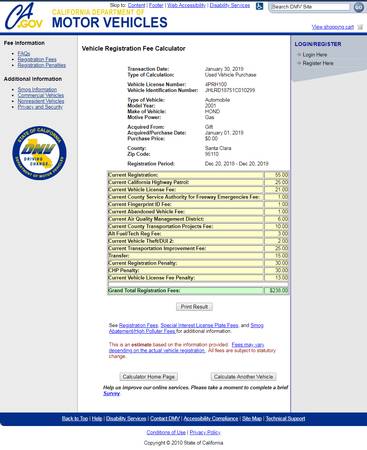 Skip to: Content | Footer | Web Accessibility | Disability Services
Search DMV Site
GO
CA.GOV
CALIFORNIA DEPARTMENT OF
MOTOR VEHICLES
View shopping cart
Fee Information
FAQs
Registration Fees
Registration Penalties
Additional Information
Smog Information
Commercial Vehicles
Nonresident Vehicles
Privacy and Security
STATE OF CALIFORNIA
DMV
DRIVING CHANGE
DEPARTMENT OF MOTOR VEHICLES
LOGIN/REGISTER
Login Here
Register Here
Vehicle Registration Fee Calculator
Transaction Date: January 30, 2019
Type of Calculation: Used Vehicle Purchase
Vehicle License Number: 4PRH100
Vehicle Identification Number: JHLRD18751C010299
Type of Vehicle: Automobile
Model Year: 2001
Make of Vehicle: HOND
Motive Power: Gas
Acquired From: Gift
Acquired/Purchase Date: January 01, 2019
Purchase Price: $0.00
County: Santa Clara
Zip Code: 95110
Registration Period: Dec 20, 2019 - Dec 20, 2019
Current Registration: 55.00
Current California Highway Patrol: 25.00
Current Vehicle License Fee: 21.00
Current County Service Authority for Freeway Emergencies Fee: 1.00
Current Fingerprint ID Fee: 1.00
Current Abandoned Vehicle Fee: 1.00
Current Air Quality Management District: 6.00
Current County Transportation Projects Fee: 10.00
Alt Fuel/Tech Reg Fee: 3.00
Current Vehicle Theft/DUI 2: 2.00
Current Transportation Improvement Fee: 25.00
Transfer: 15.00
Current Registration Penalty: 30.00
CHP Penalty: 30.00
Current Vehicle License Fee Penalty: 13.00
Grand Total Registration Fees: $238.00
Print Result
See Registration Fees, Special Interest License Plate Fees, and Smog
Abatement/High Polluter Fees for additional information.
This is an estimate based on the information provided. Fees may vary
depending on the actual vehicle registration. All fees are subject to statutory
change.
Calculator Home Page
Calculate Another Vehicle
Help us improve our online services. Please take a moment to complete a brief
Survey.
Back to Top | Help | Disability Services | Contact DMV | Accessibility Compliance | Site Map | Technical Support
Conditions of Use | Privacy Policy
Copyright © 2010 State of California